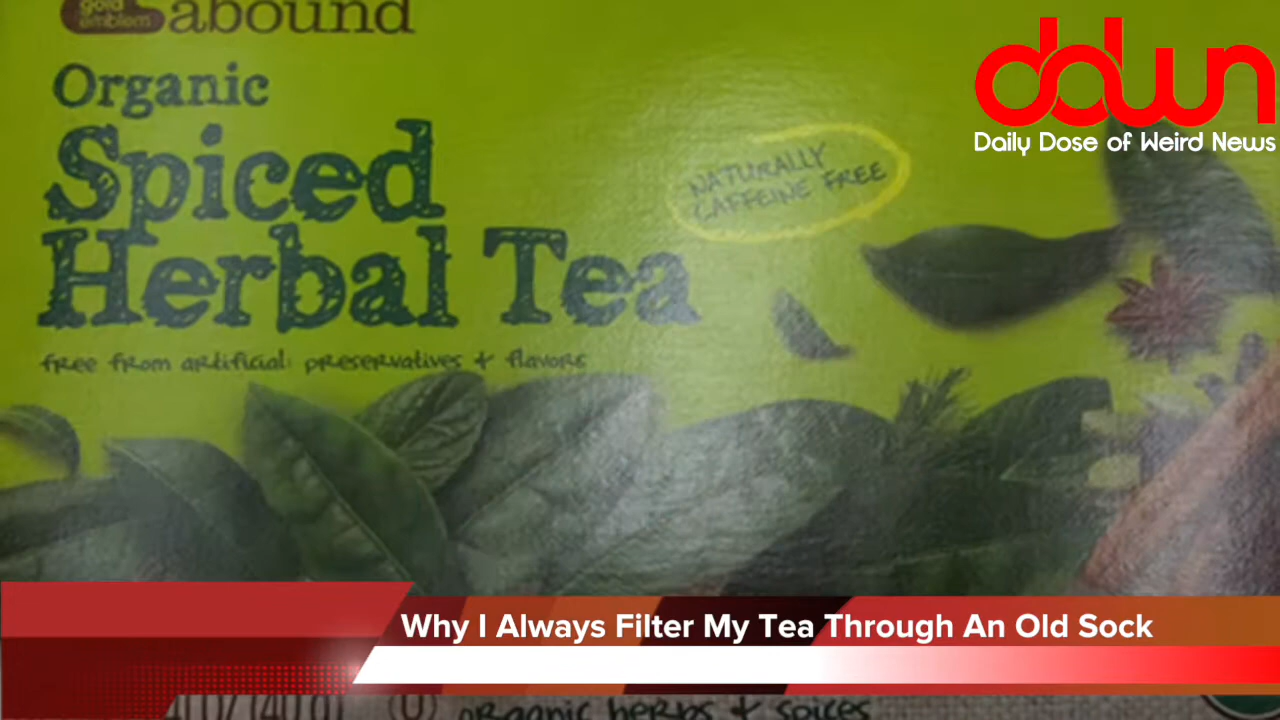 gold
emblem
abound
Organic
Spiced
Herbal Tea
free from artificial: preservatives + flavors
NATURALLY
CAFFEINE FREE
down
Daily Dose of Weird News
Why I Always Filter My Tea Through An Old Sock
organic herbs + spices